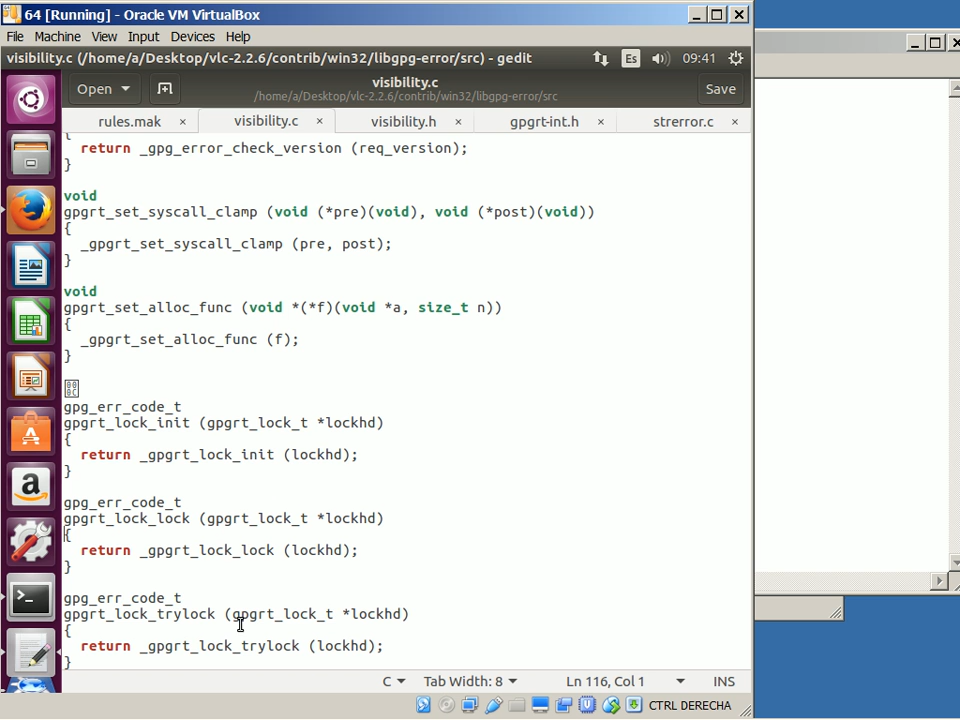 64 [Running] - Oracle VM VirtualBox
File Machine View Input Devices Help
visibility.c (/home/a/Desktop/vlc-2.2.6/contrib/win32/libgpg-error/src) - gedit
Es
09:41
Open
visibility.c
/home/a/Desktop/vlc-2.2.6/contrib/win32/libgpg-error/src
Save
rules.mak × visibility.c × visibility.h × gpgrt-int.h × strerror.c ×
{
  return _gpg_error_check_version (req_version);
}
void
gpgrt_set_syscall_clamp (void (*pre)(void), void (*post)(void))
{
  _gpgrt_set_syscall_clamp (pre, post);
}
void
gpgrt_set_alloc_func (void *(*f)(void *a, size_t n))
{
  _gpgrt_set_alloc_func (f);
}
gpg_err_code_t
gpgrt_lock_init (gpgrt_lock_t *lockhd)
{
  return _gpgrt_lock_init (lockhd);
}
gpg_err_code_t
gpgrt_lock_lock (gpgrt_lock_t *lockhd)
{
  return _gpgrt_lock_lock (lockhd);
}
gpg_err_code_t
gpgrt_lock_trylock (gpgrt_lock_t *lockhd)
{
  return _gpgrt_lock_trylock (lockhd);
}
C Tab Width: 8 Ln 116, Col 1 INS
CTRL DERECHA